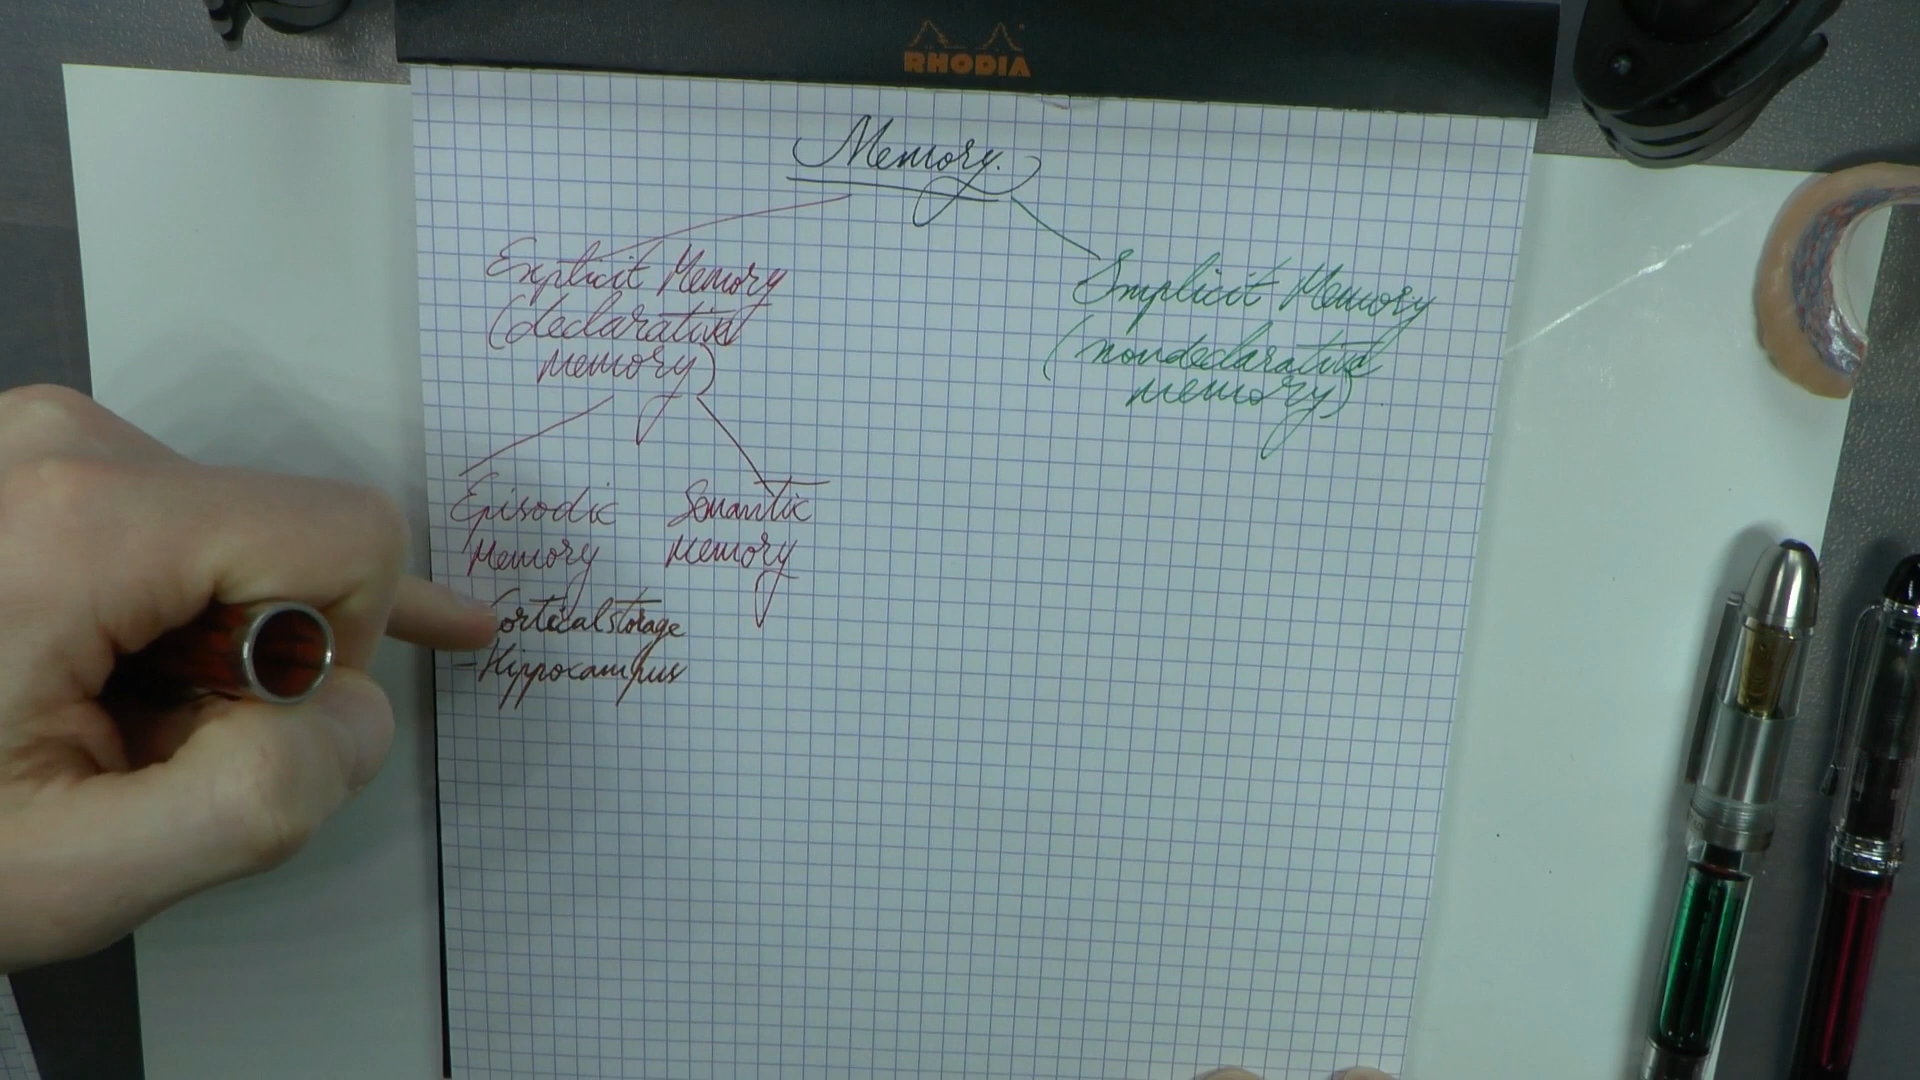 RHODIA
Memory.
Explicit Memory
(declarative
memory)
Implicit Memory
(nondeclarative
memory)
Episodic
Memory
Semantic
Memory
Cortical storage
- Hippocampus